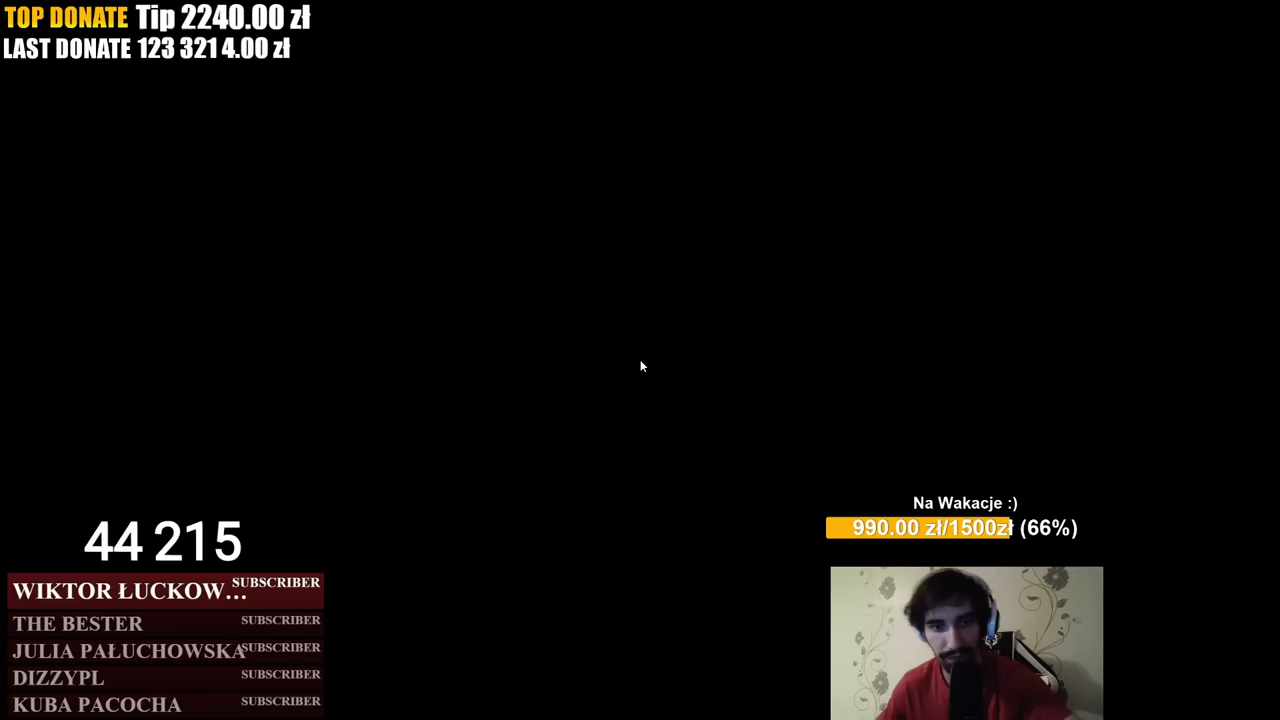 TOP DONATE Tip 2240.00 zł
LAST DONATE 123 321 4.00 zł
Na Wakacje :)
990.00 zł/1500zł (66%)
44 215
WIKTOR ŁUCKOW... SUBSCRIBER
THE BESTER SUBSCRIBER
JULIA PAŁUCHOWSKA SUBSCRIBER
DIZZYPL SUBSCRIBER
KUBA PACOCHA SUBSCRIBER